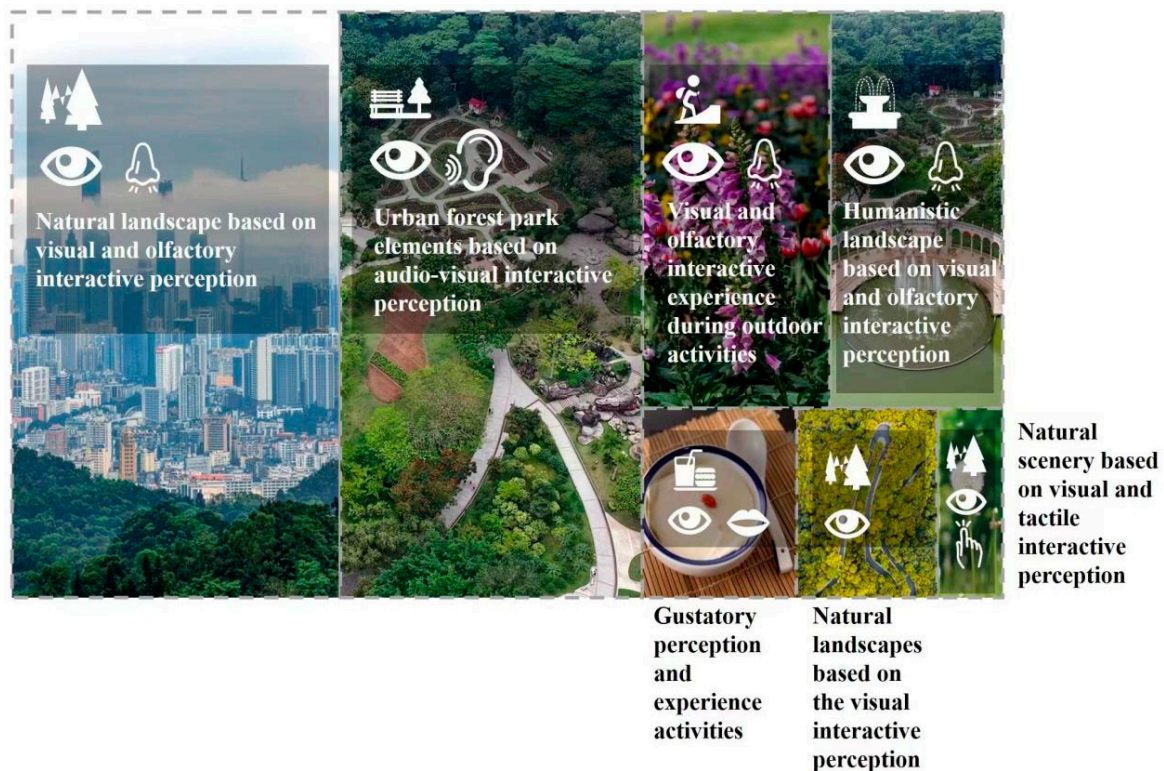 Natural landscape based on
visual and olfactory
interactive perception
Urban forest park
elements based on
audio-visual interactive
perception
Visual and
olfactory
interactive
experience
during outdoor
activities
Humanistic
landscape
based on visual
and olfactory
interactive
perception
Natural
scenery based
on visual and
tactile
interactive
perception
Gustatory
perception
and
experience
activities
Natural
landscapes
based on
the visual
interactive
perception